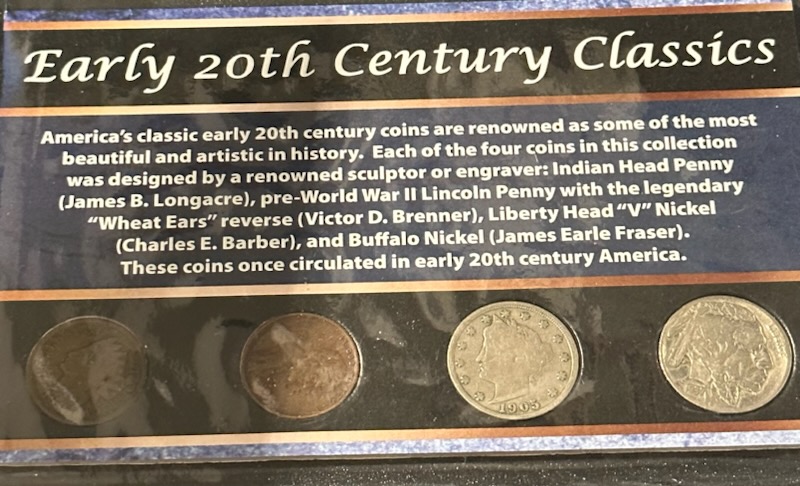 Early 20th Century Classics
America's classic early 20th century coins are renowned as some of the most
beautiful and artistic in history. Each of the four coins in this collection
was designed by a renowned sculptor or engraver: Indian Head Penny
(James B. Longacre), pre-World War II Lincoln Penny with the legendary
"Wheat Ears" reverse (Victor D. Brenner), Liberty Head "V" Nickel
(Charles E. Barber), and Buffalo Nickel (James Earle Fraser).
These coins once circulated in early 20th century America.
1905